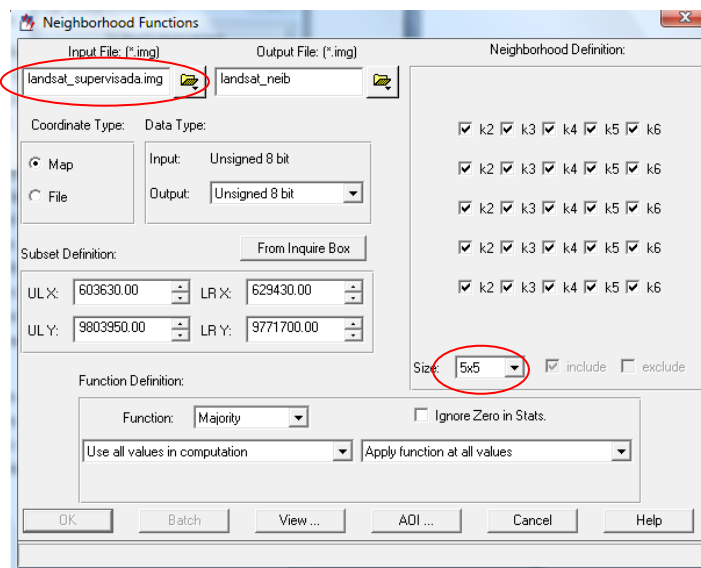 Neighborhood Functions
Input File: (*.img) Output File: (*.img) Neighborhood Definition:
landsat_supervisada.img landsat_neib
Coordinate Type: Data Type:
Map Input: Unsigned 8 bit
File Output: Unsigned 8 bit
k2 k3 k4 k5 k6
k2 k3 k4 k5 k6
k2 k3 k4 k5 k6
k2 k3 k4 k5 k6
k2 k3 k4 k5 k6
Subset Definition: From Inquire Box
UL X: 603630.00 LR X: 629430.00
UL Y: 9803950.00 LR Y: 9771700.00
Size: 5x5 include exclude
Function Definition:
Function: Majority Ignore Zero in Stats.
Use all values in computation Apply function at all values
OK Batch View ... AOI ... Cancel Help